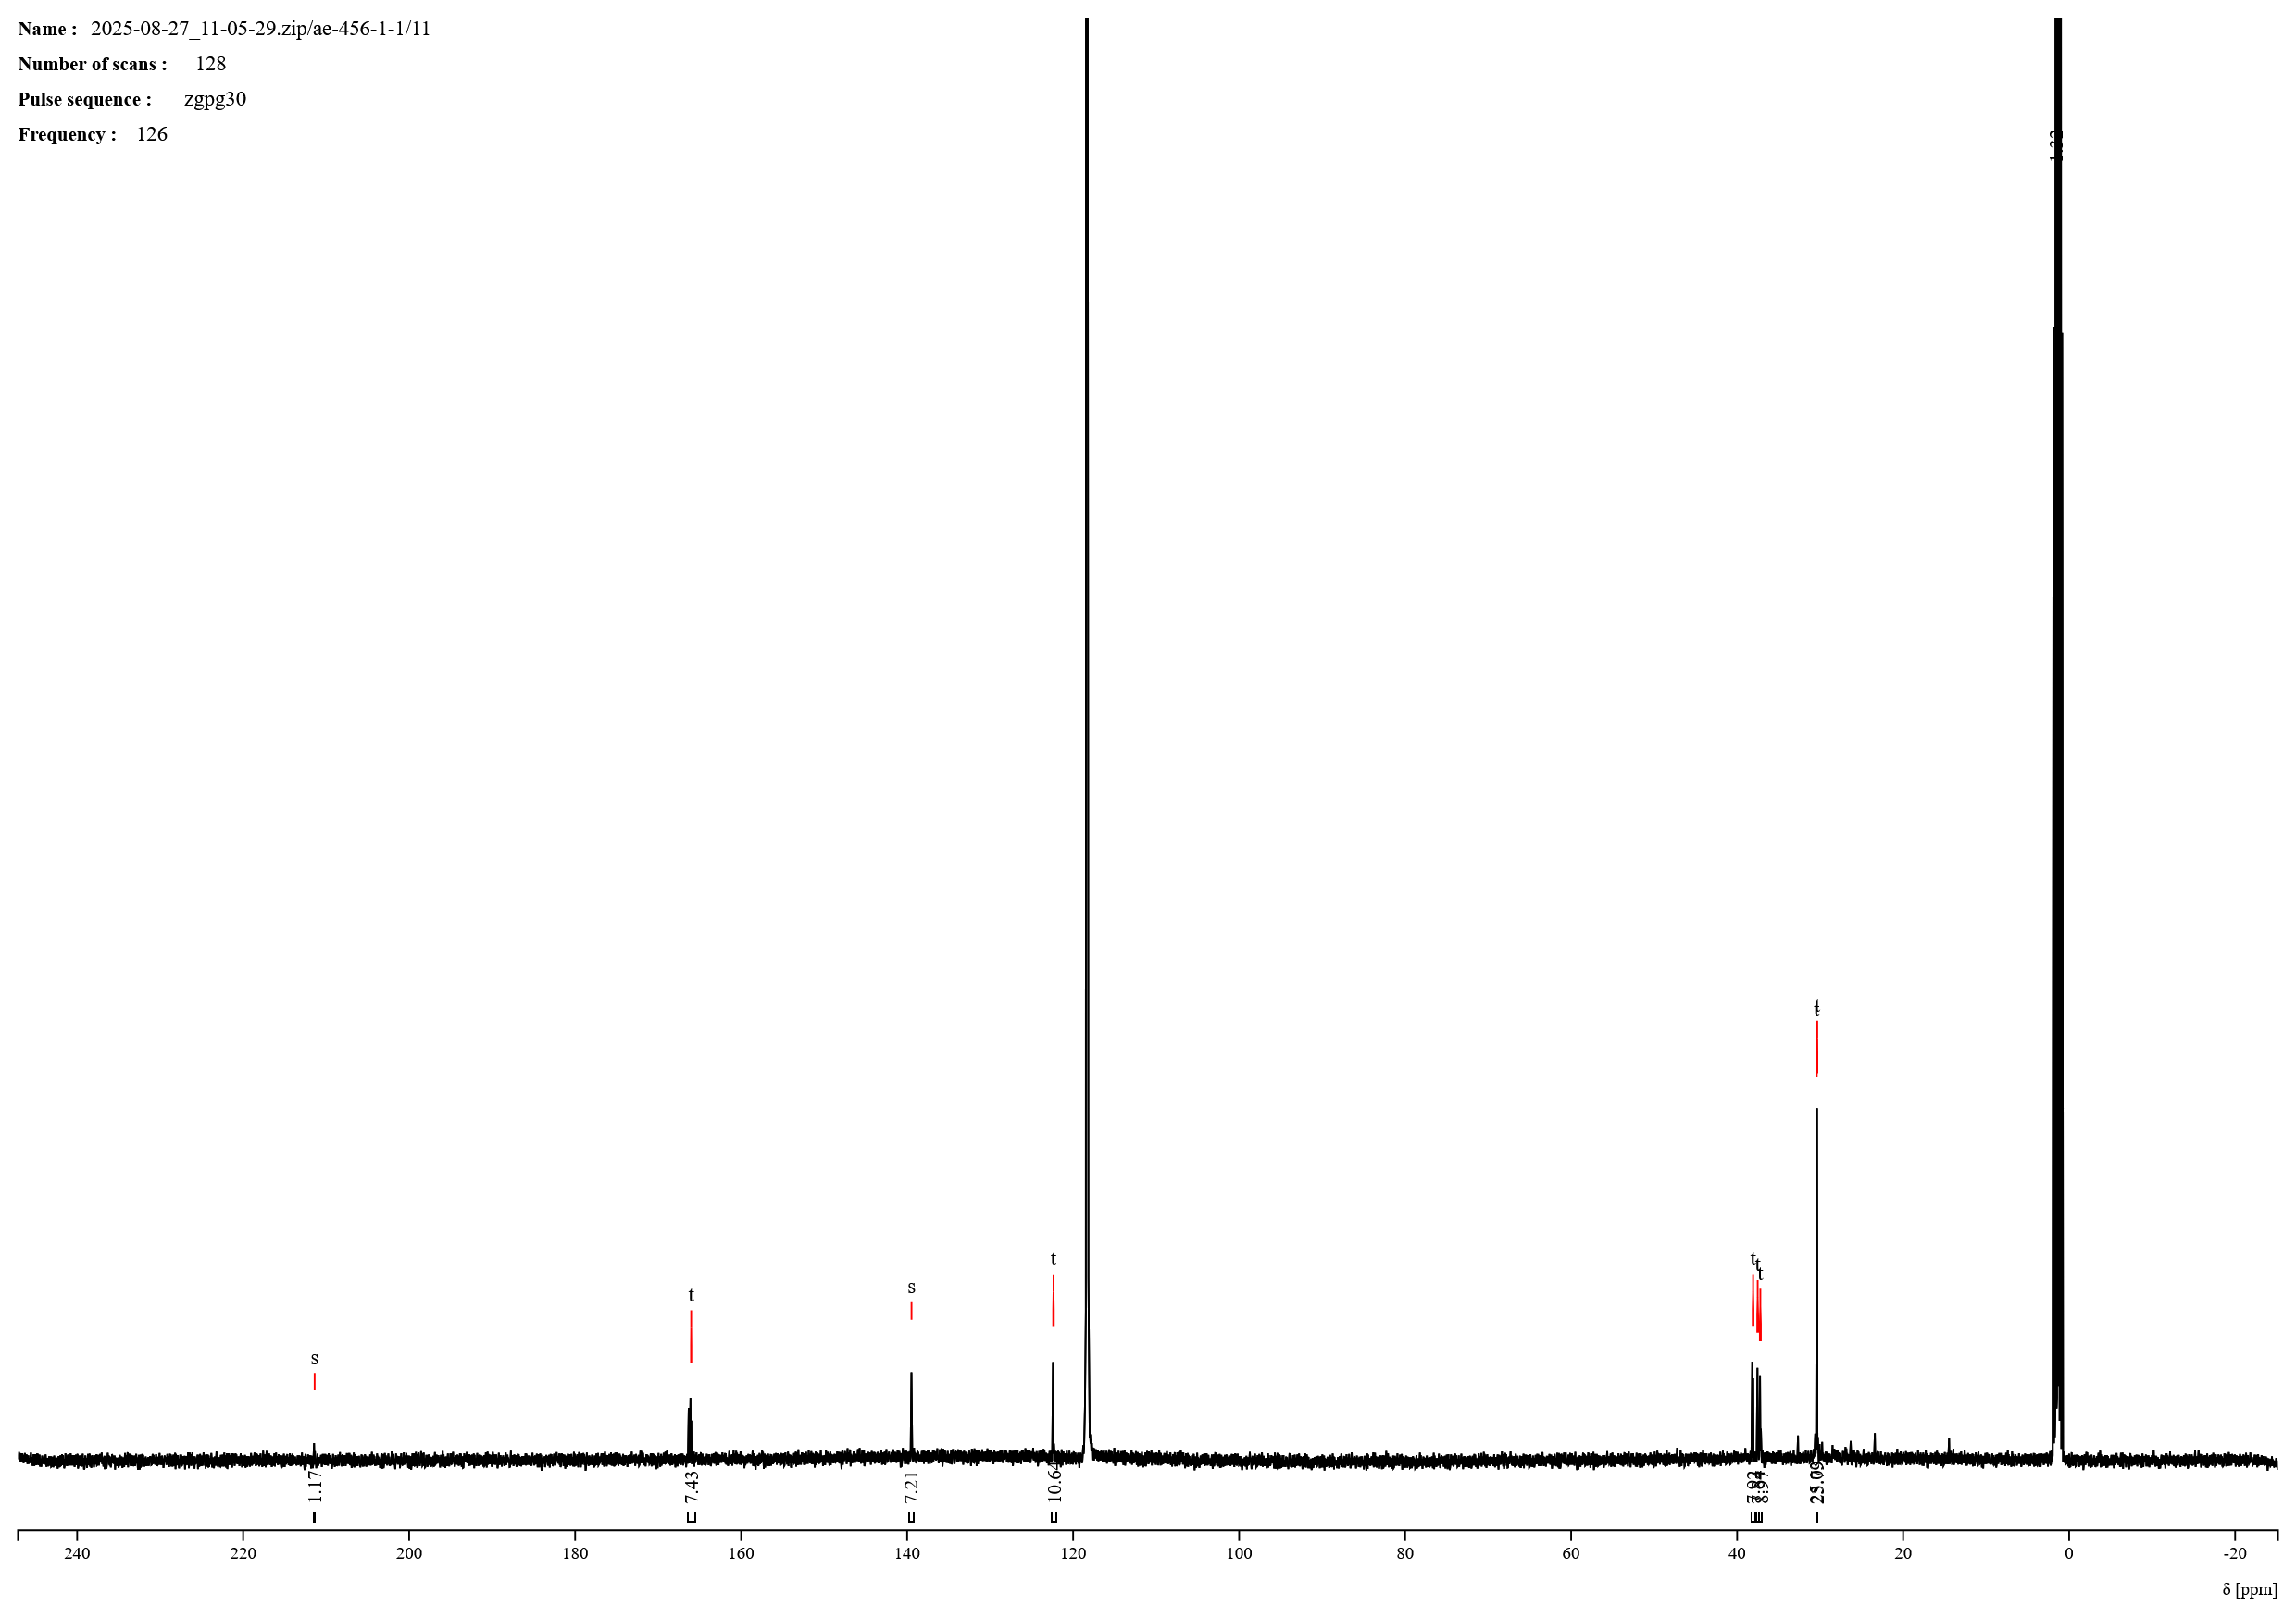 Name : 2025-08-27_11-05-29.zip/ae-456-1-1/11
Number of scans : 128
Pulse sequence : zgpg30
Frequency : 126
t
t
t
s
t
t
t
t
s
1.17
7.43
7.21
10.64
8.97
240 220 200 180 160 140 120 100 80 60 40 20 0 -20
δ [ppm]